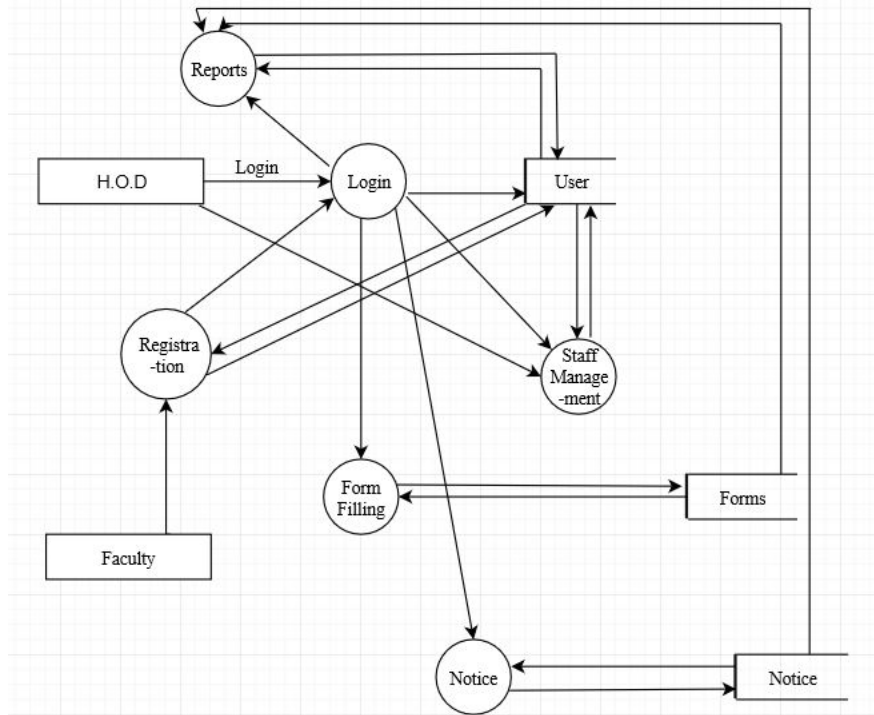 Reports
H.O.D
Login
Login
User
Registra
-tion
Staff
Manage
-ment
Form
Filling
Forms
Faculty
Notice
Notice